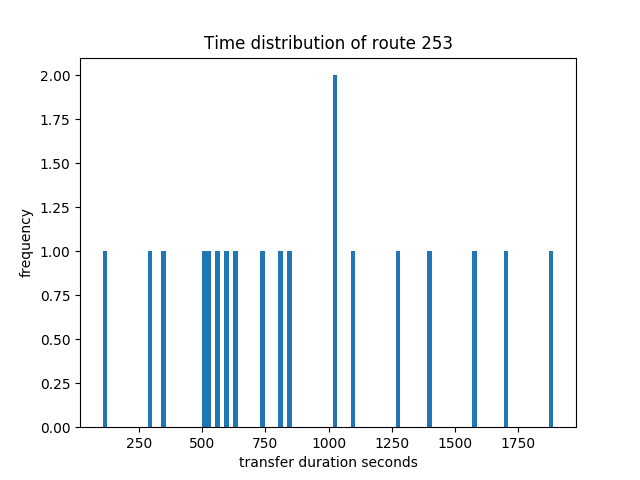 Time distribution of route 253
2.00
1.75
1.50
1.25
1.00
0.75
0.50
0.25
0.00
frequency
250 500 750 1000 1250 1500 1750
transfer duration seconds